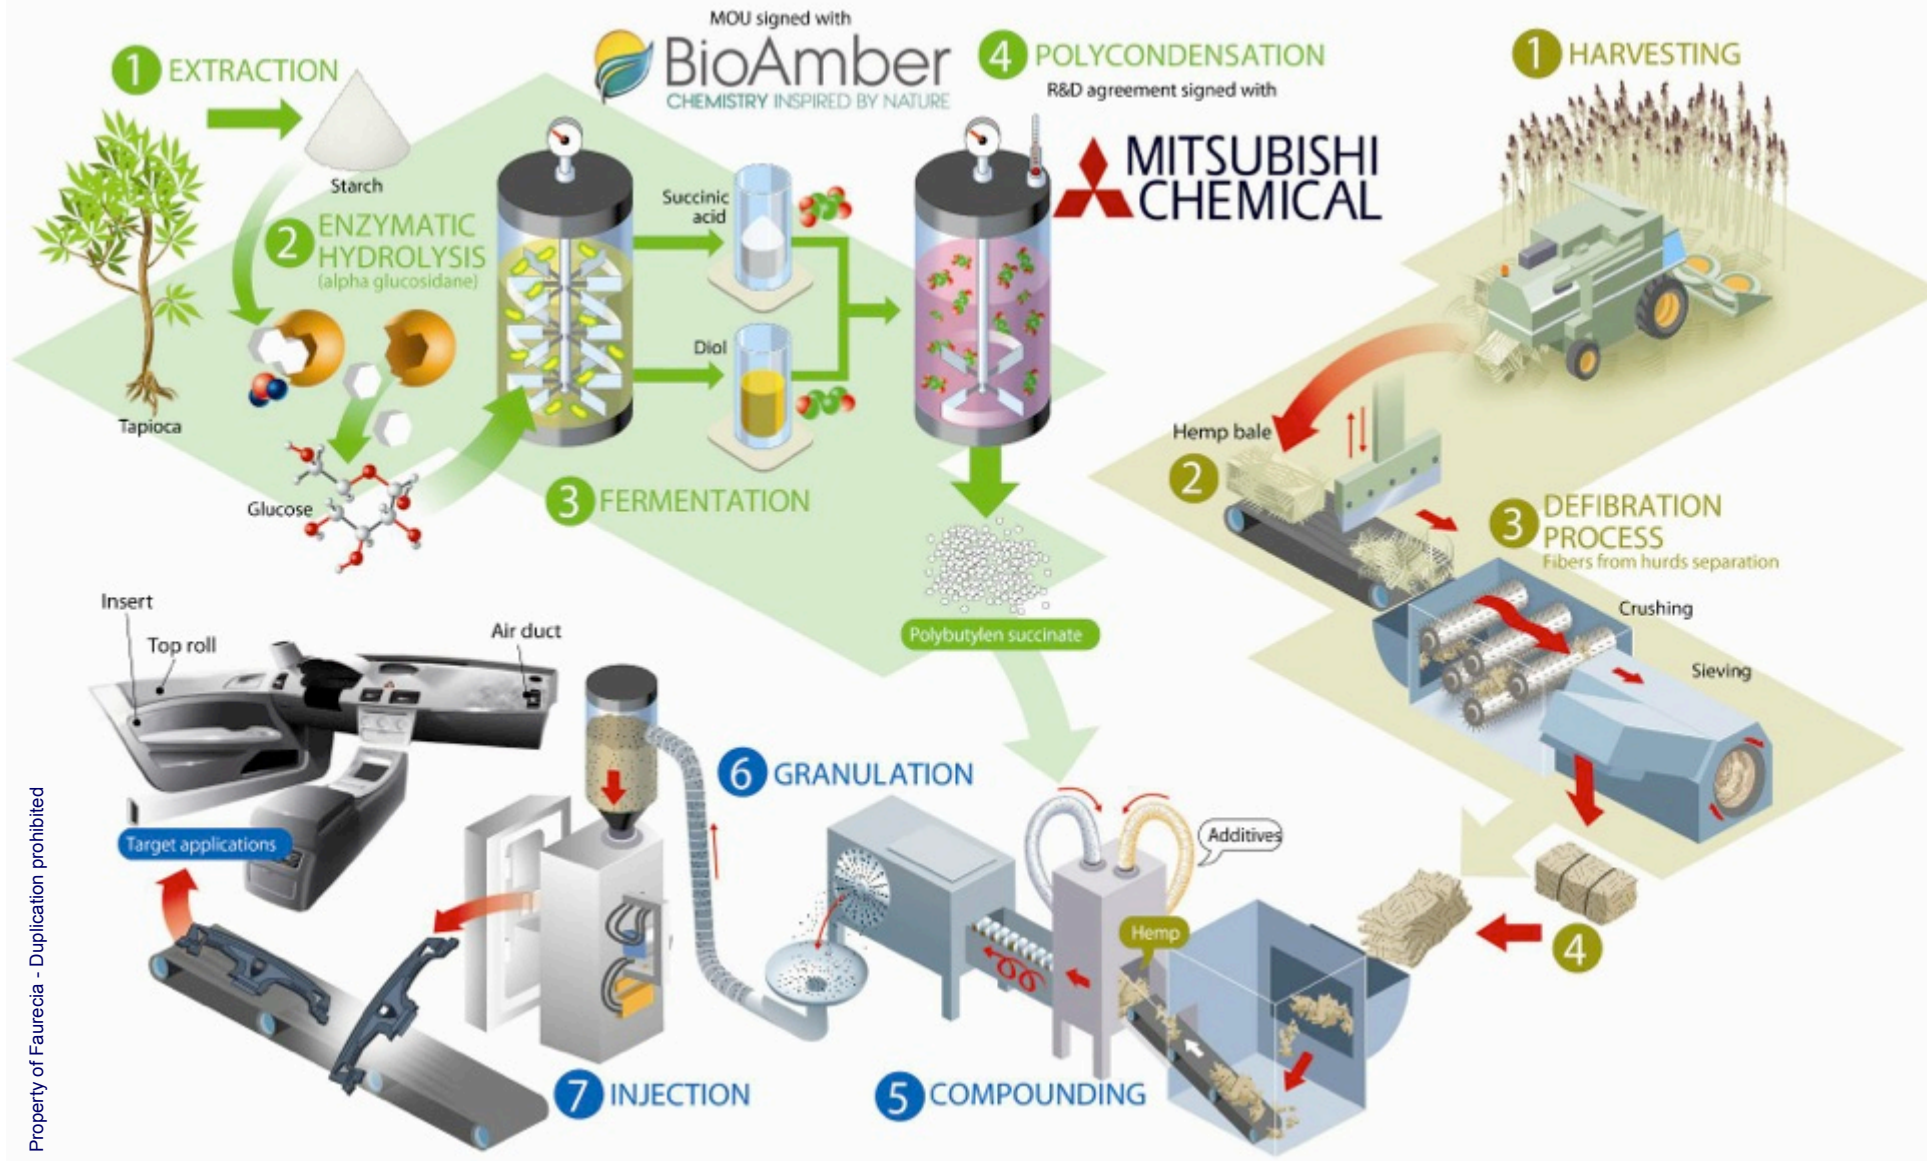 MOU signed with
BioAmber
CHEMISTRY INSPIRED BY NATURE
1 EXTRACTION
Starch
Tapioca
2 ENZYMATIC
HYDROLYSIS
(alpha glucosidane)
Glucose
3 FERMENTATION
Succinic
acid
Diol
4 POLYCONDENSATION
R&D agreement signed with
MITSUBISHI
CHEMICAL
Polybutylen succinate
1 HARVESTING
Hemp bale
2
3 DEFIBRATION
PROCESS
Fibers from hurds separation
Crushing
Sieving
4
Hemp
Additives
5 COMPOUNDING
6 GRANULATION
7 INJECTION
Insert
Top roll
Air duct
Target applications
Property of Faurecia - Duplication prohibited